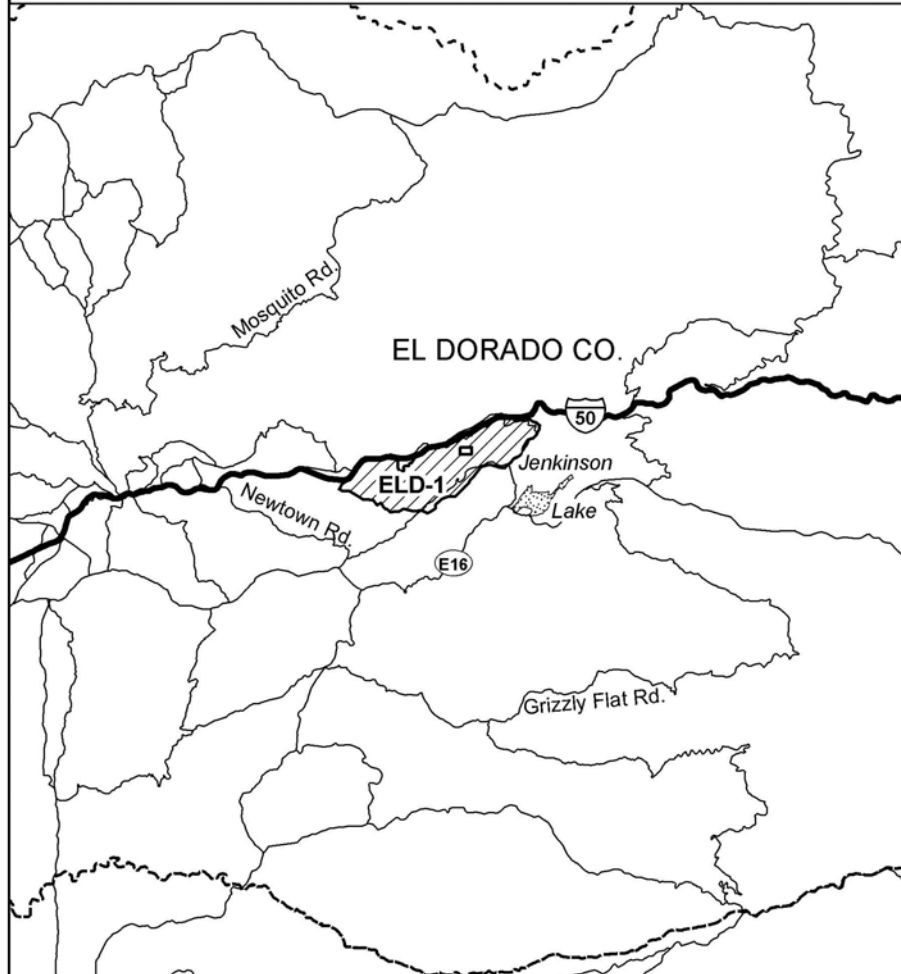 Mosquito Rd.
EL DORADO CO.
50
Jenkinson
ELD-1
Newtown Rd.
Lake
E16
Grizzly Flat Rd.